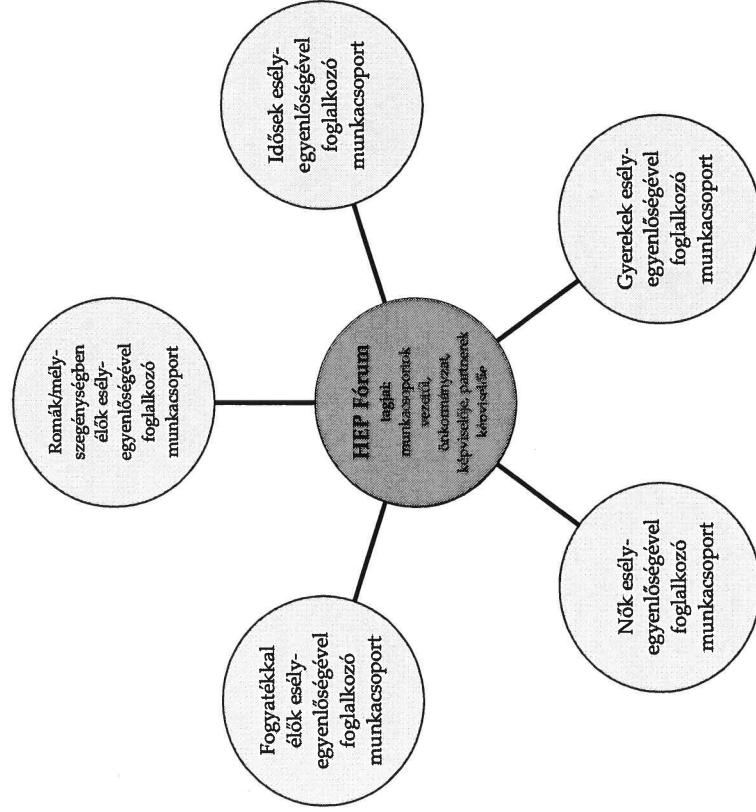 Romák/mély-
szegénységben
élők esély-
egyenlőségével
foglalkozó
munkacsoport
Fogyatékkal
élők esély-
egyenlőségével
foglalkozó
munkacsoport
Idősek esély-
egyenlőségével
foglalkozó
munkacsoport
HEP Fórum
tagjai:
munkacsoportok
vezetői,
önkormányzat,
képviselője, partnerek
képviselője
Nők esély-
egyenlőségével
foglalkozó
munkacsoport
Gyerekek esély-
egyenlőségével
foglalkozó
munkacsoport